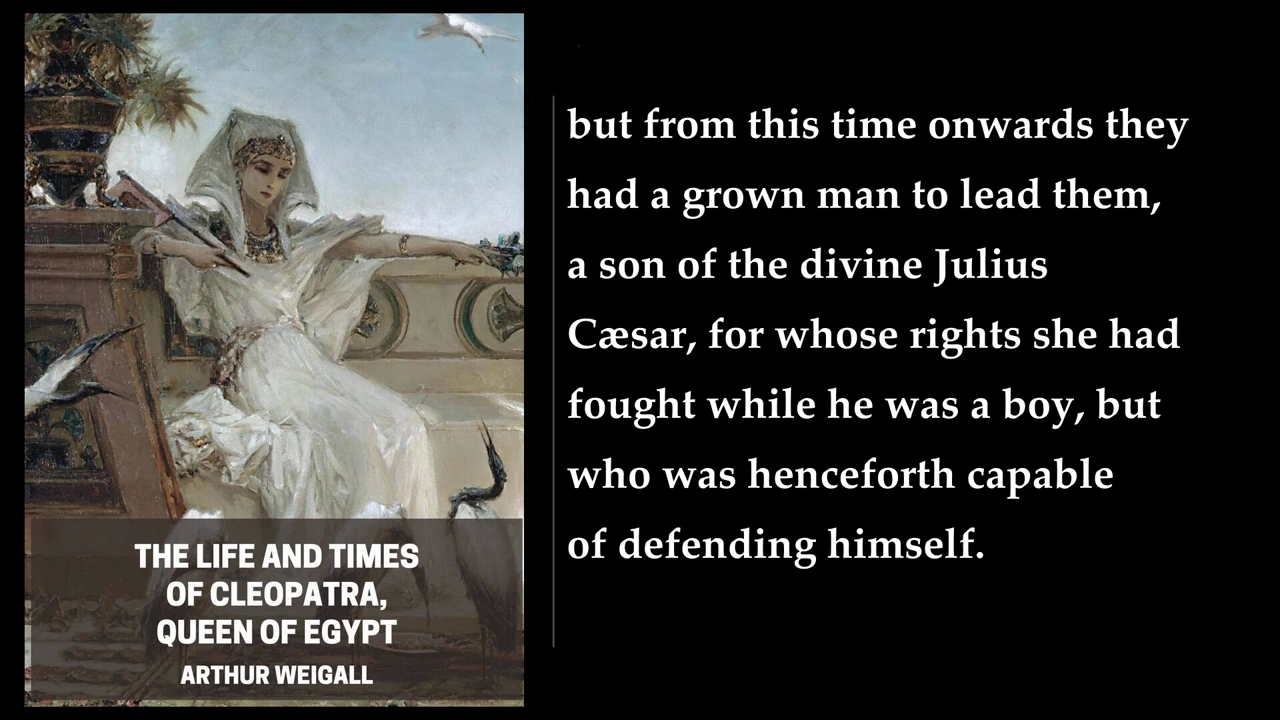 THE LIFE AND TIMES
OF CLEOPATRA,
QUEEN OF EGYPT
ARTHUR WEIGALL
but from this time onwards they
had a grown man to lead them,
a son of the divine Julius
Cæsar, for whose rights she had
fought while he was a boy, but
who was henceforth capable
of defending himself.